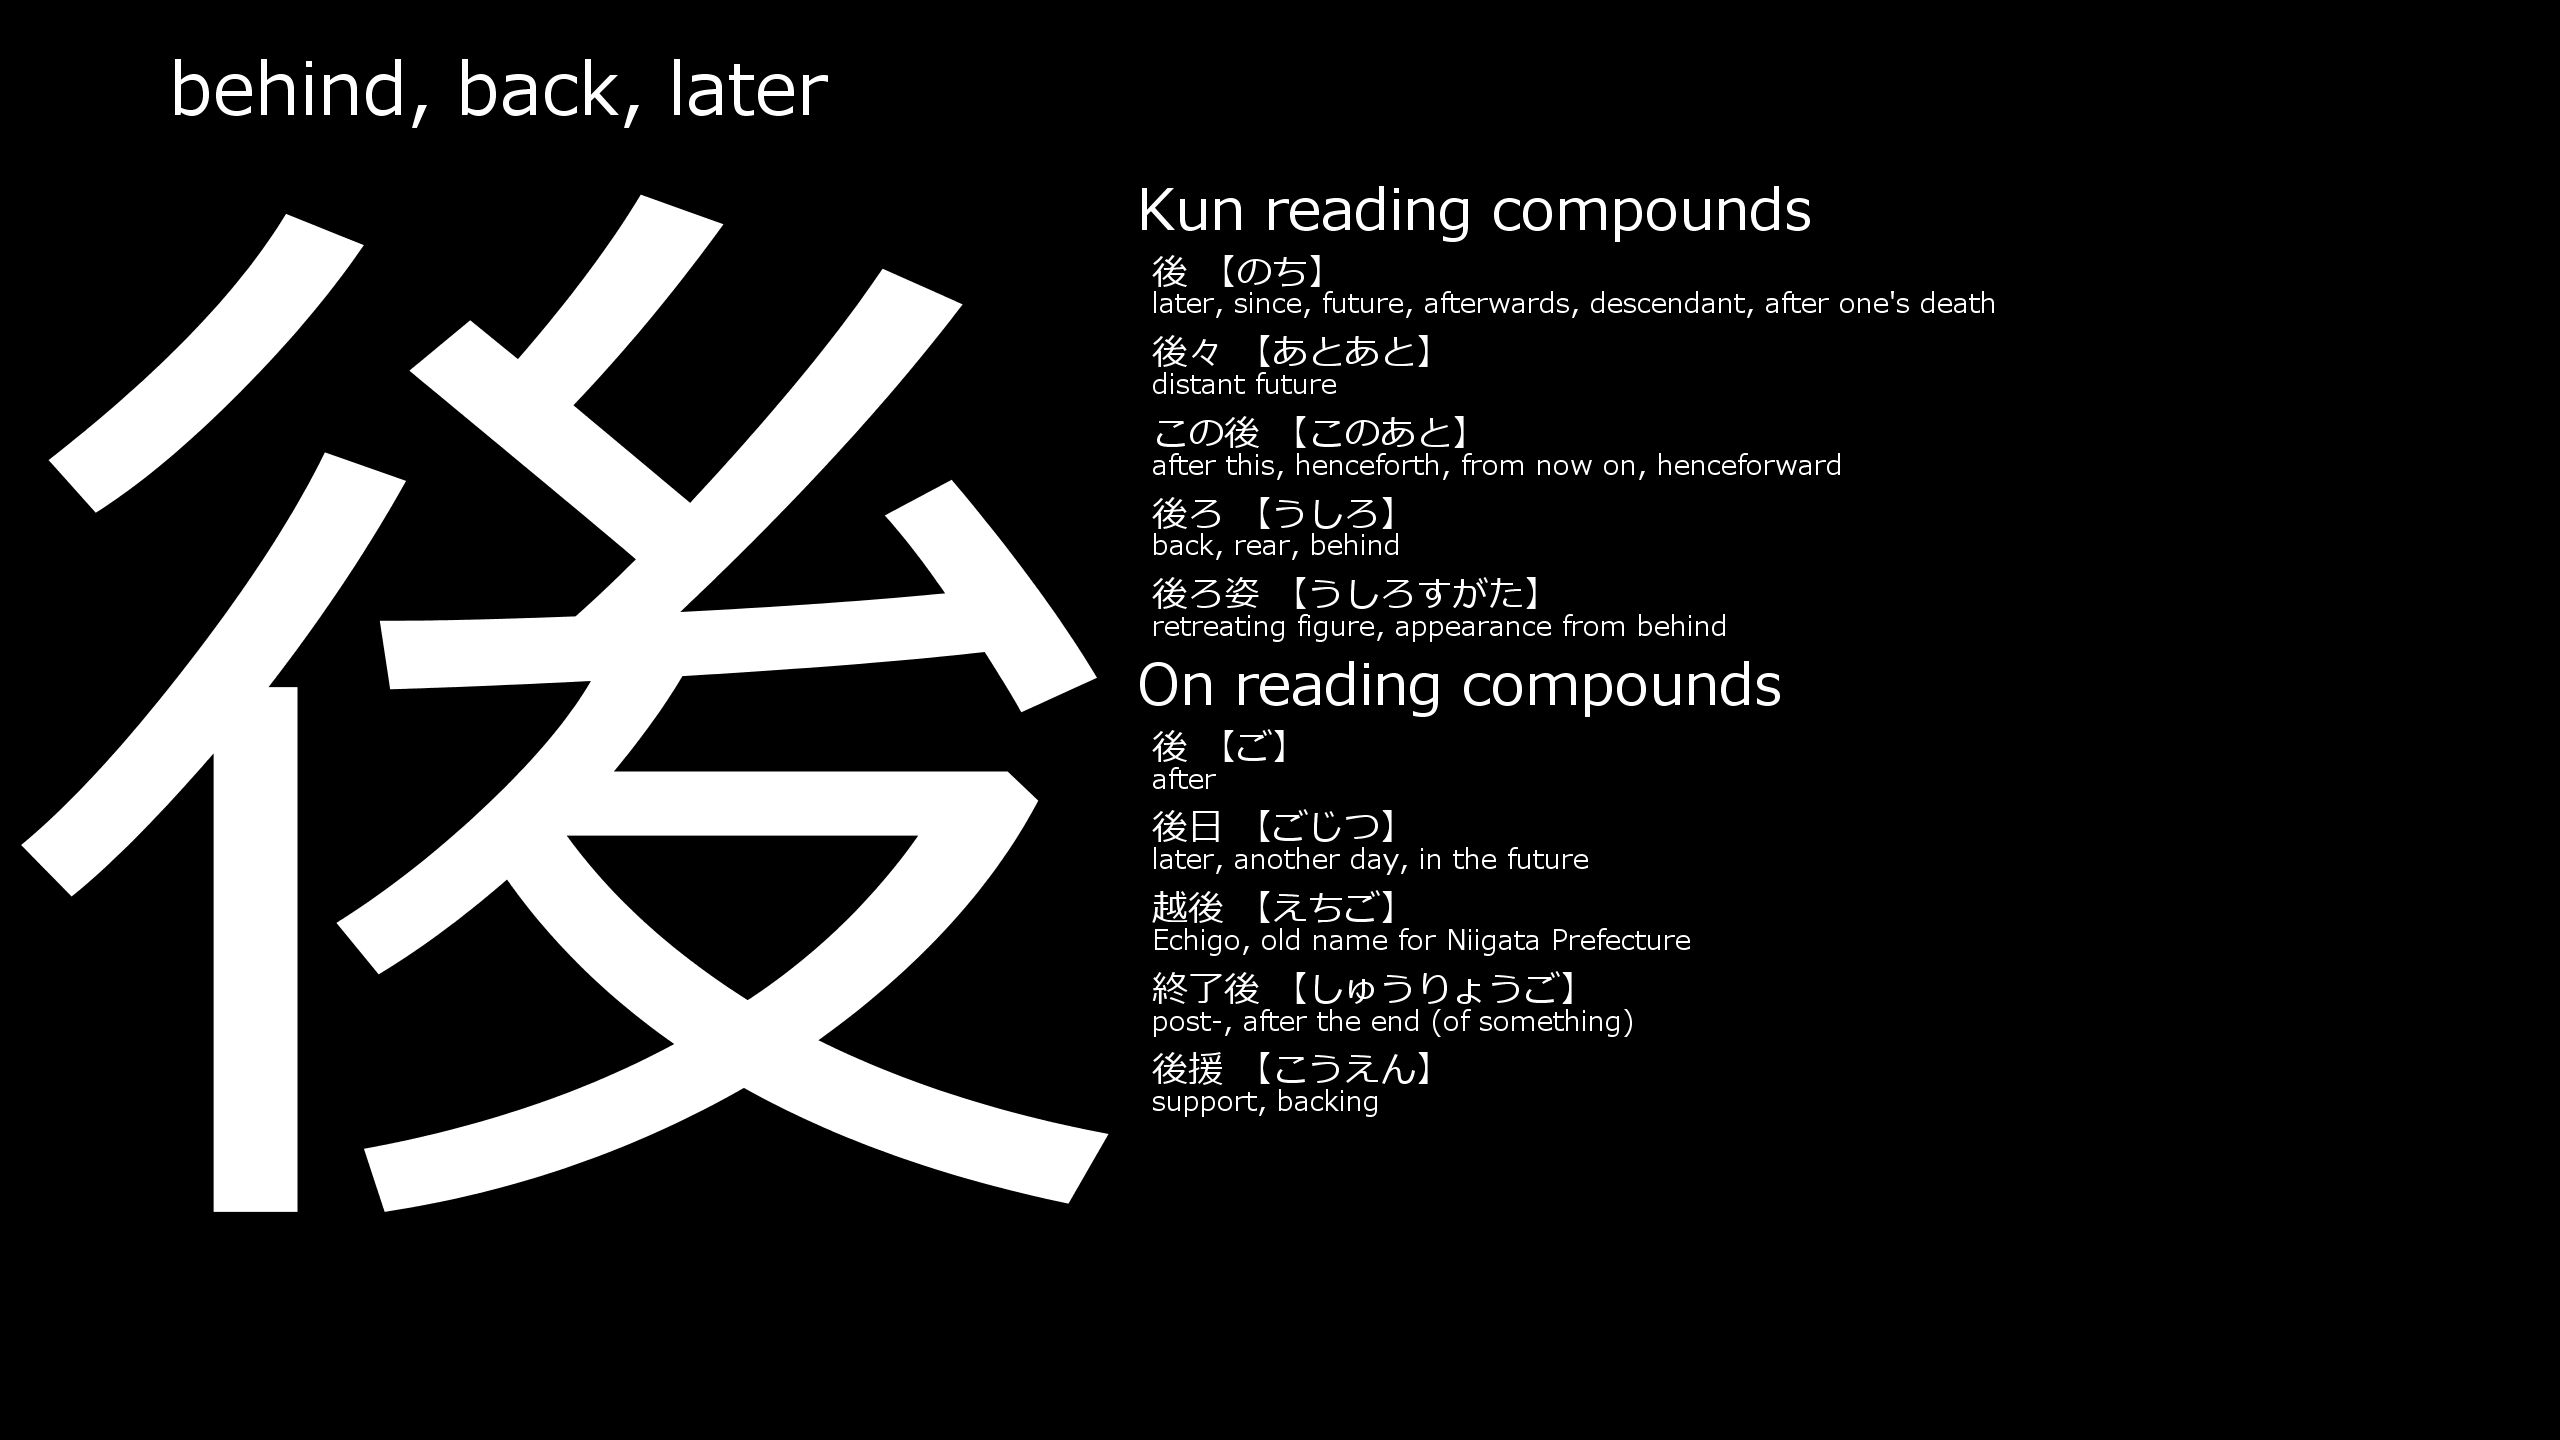 behind, back, later
後
Kun reading compounds
後 【のち】
later, since, future, afterwards, descendant, after one's death
後々 【あとあと】
distant future
この後 【このあと】
after this, henceforth, from now on, henceforward
後ろ 【うしろ】
back, rear, behind
後ろ姿 【うしろすがた】
retreating figure, appearance from behind
On reading compounds
後 【ご】
after
後日 【ごじつ】
later, another day, in the future
越後 【えちご】
Echigo, old name for Niigata Prefecture
終了後 【しゅうりょうご】
post-, after the end (of something)
後援 【こうえん】
support, backing